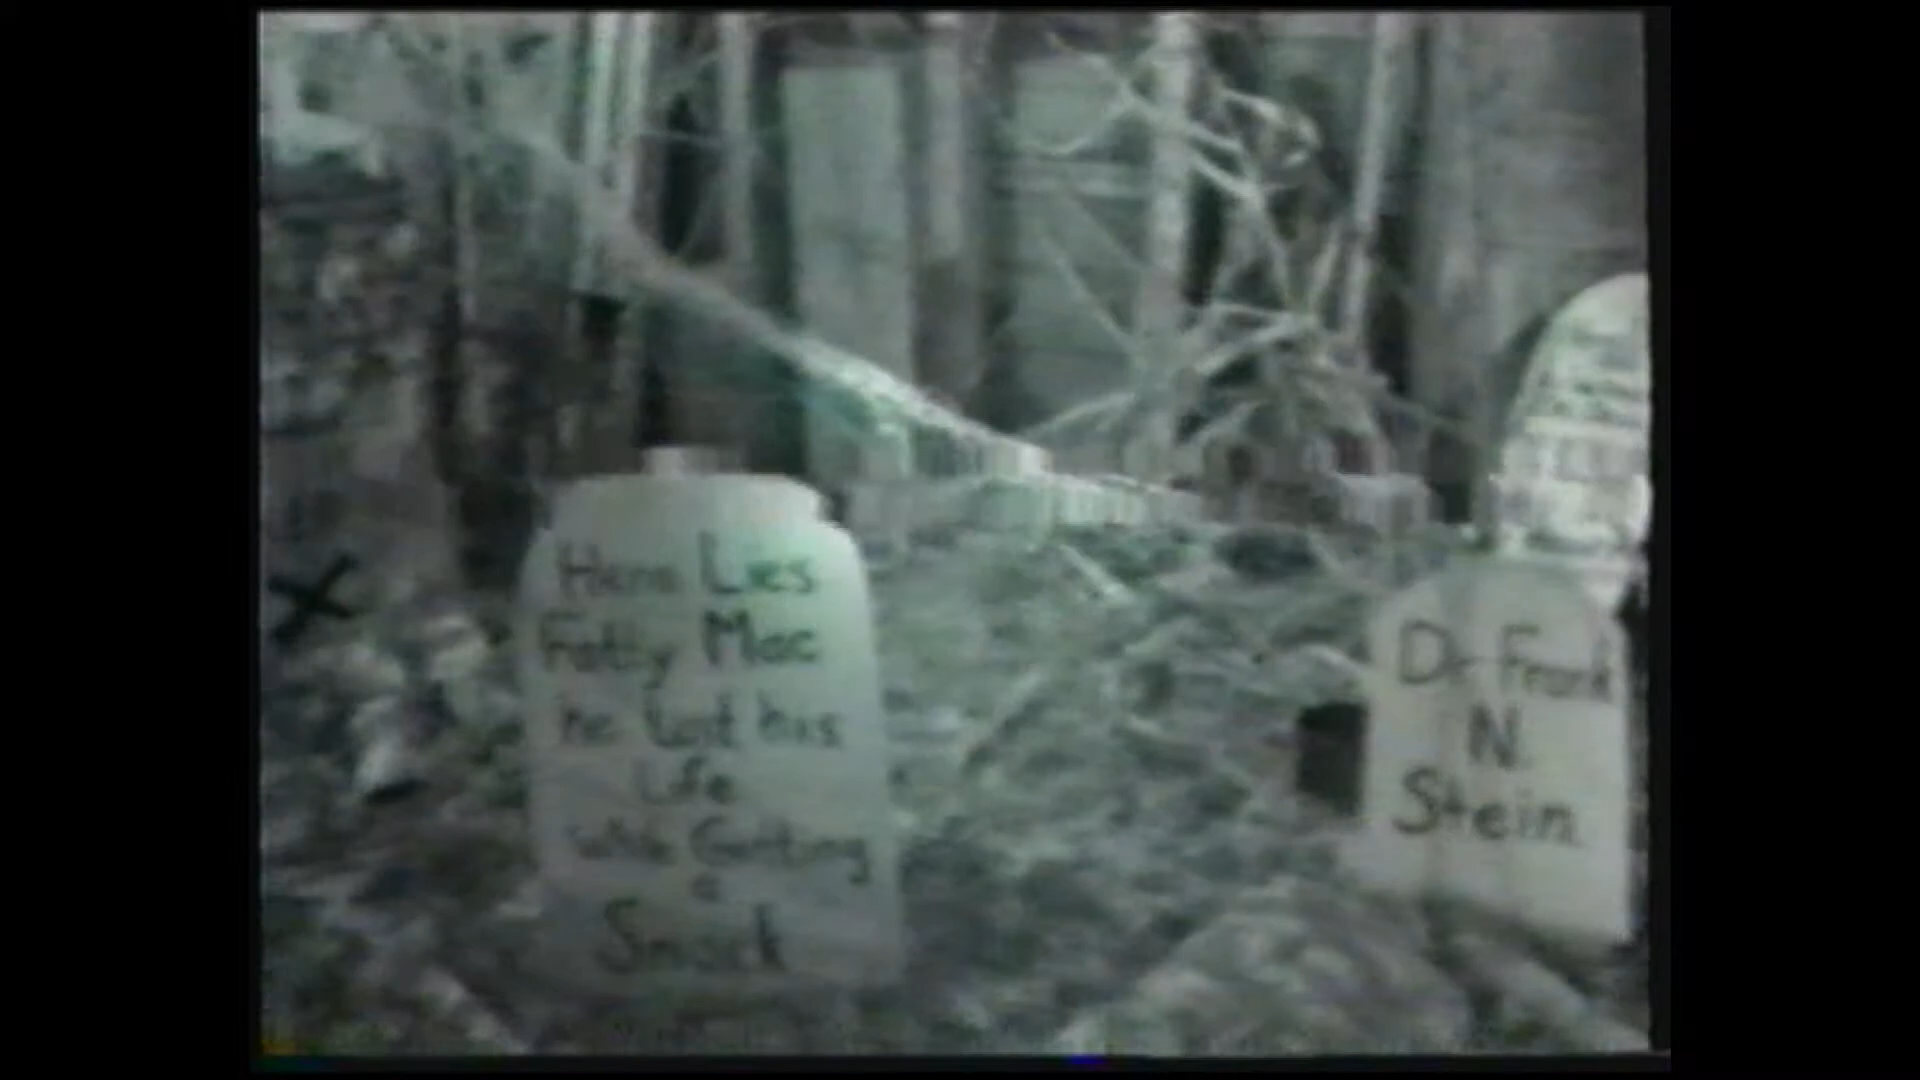 Here Lies
Fatty Mac
he Lost his
Life
while Getting
a
Snack
Dr. Frank
N.
Stein